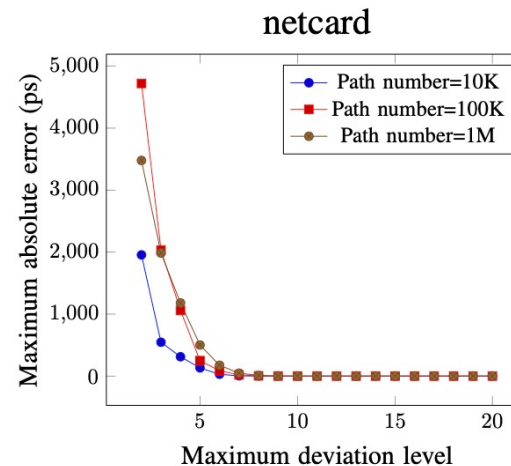 netcard
Maximum absolute error (ps)
5,000
4,000
3,000
2,000
1,000
0
Path number=10K
Path number=100K
Path number=1M
5 10 15 20
Maximum deviation level